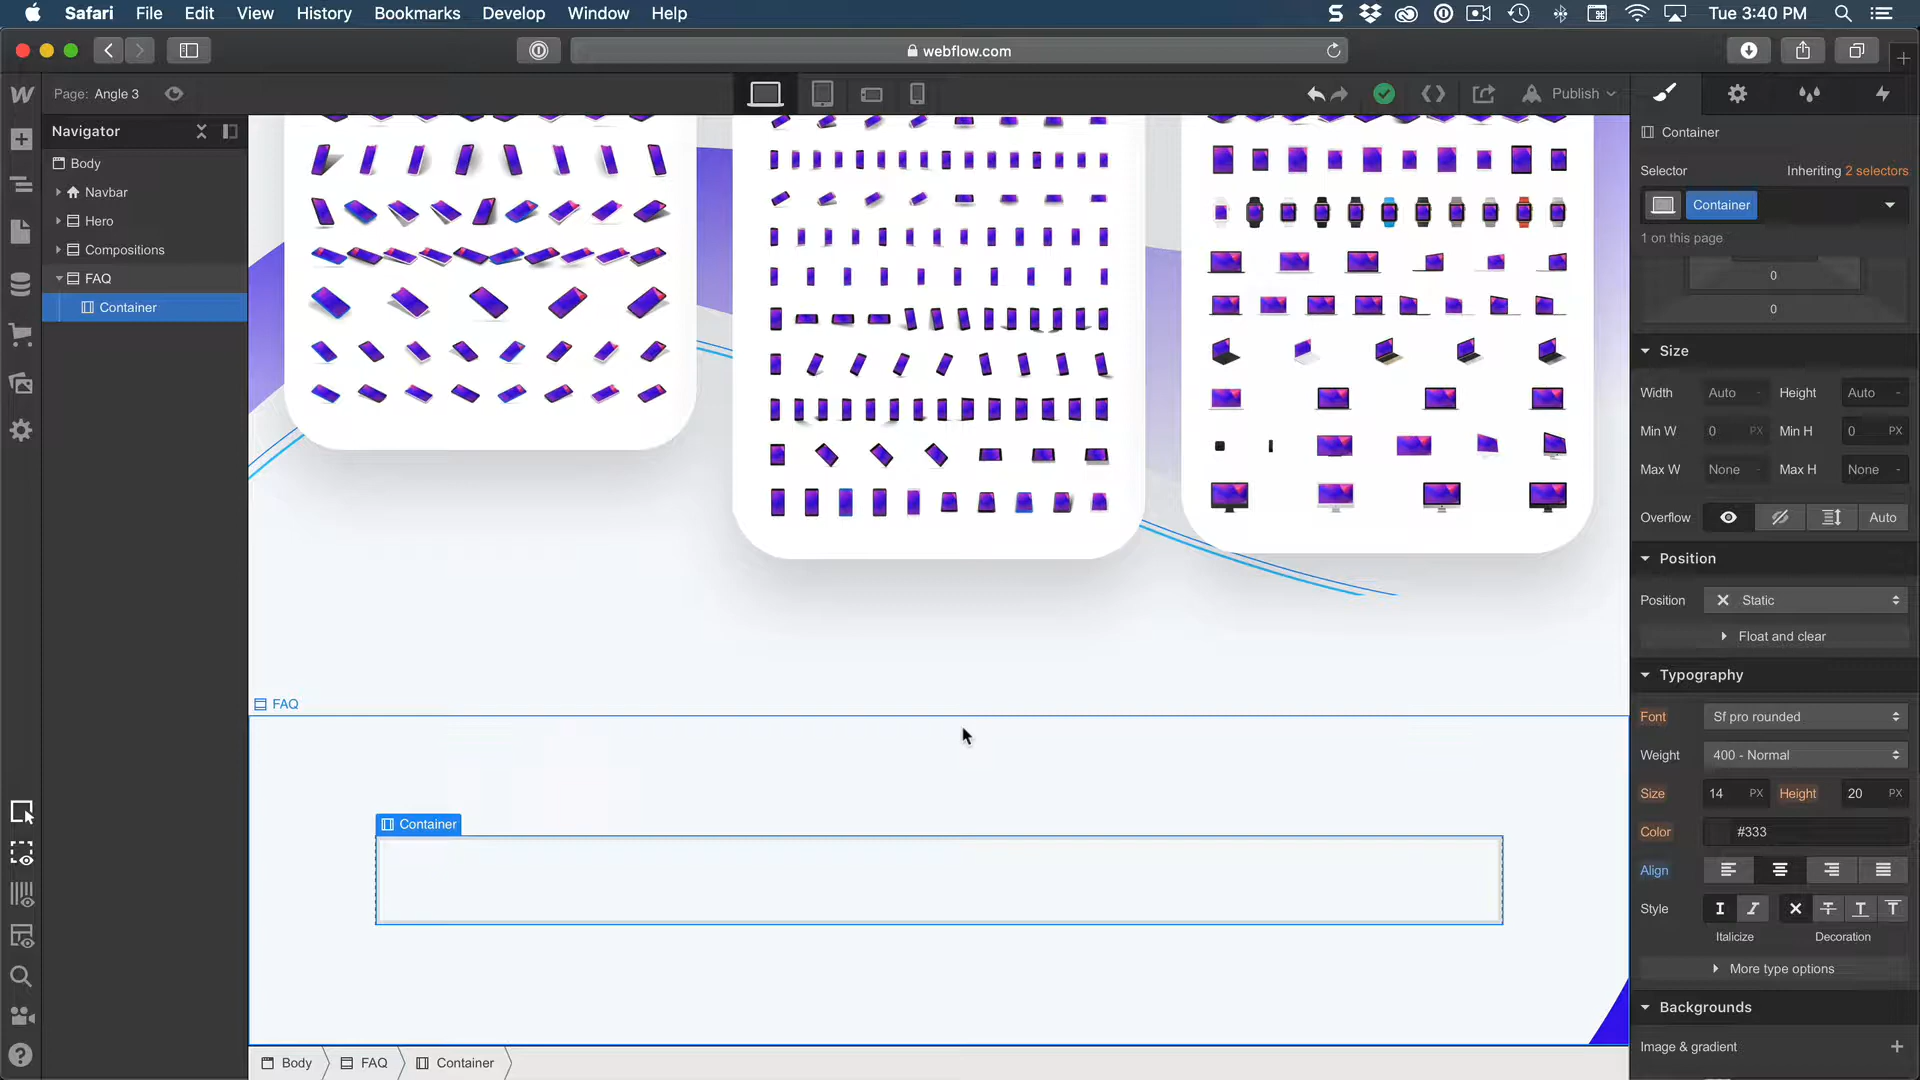 Safari File Edit View History Bookmarks Develop Window Help Tue 3:40 PM
webflow.com
Page: Angle 3
Publish
Navigator
Body
Navbar
Hero
Compositions
FAQ
Container
FAQ
Container
Body FAQ Container
Container
Selector Inheriting 2 selectors
Container
1 on this page
0
0
Size
Width Auto - Height Auto -
Min W 0 PX Min H 0 PX
Max W None - Max H None -
Overflow Auto
Position
Position Static
Float and clear
Typography
Font Sf pro rounded
Weight 400 - Normal
Size 14 PX Height 20 PX
Color #333
Align
Style
Italicize Decoration
More type options
Backgrounds
Image & gradient